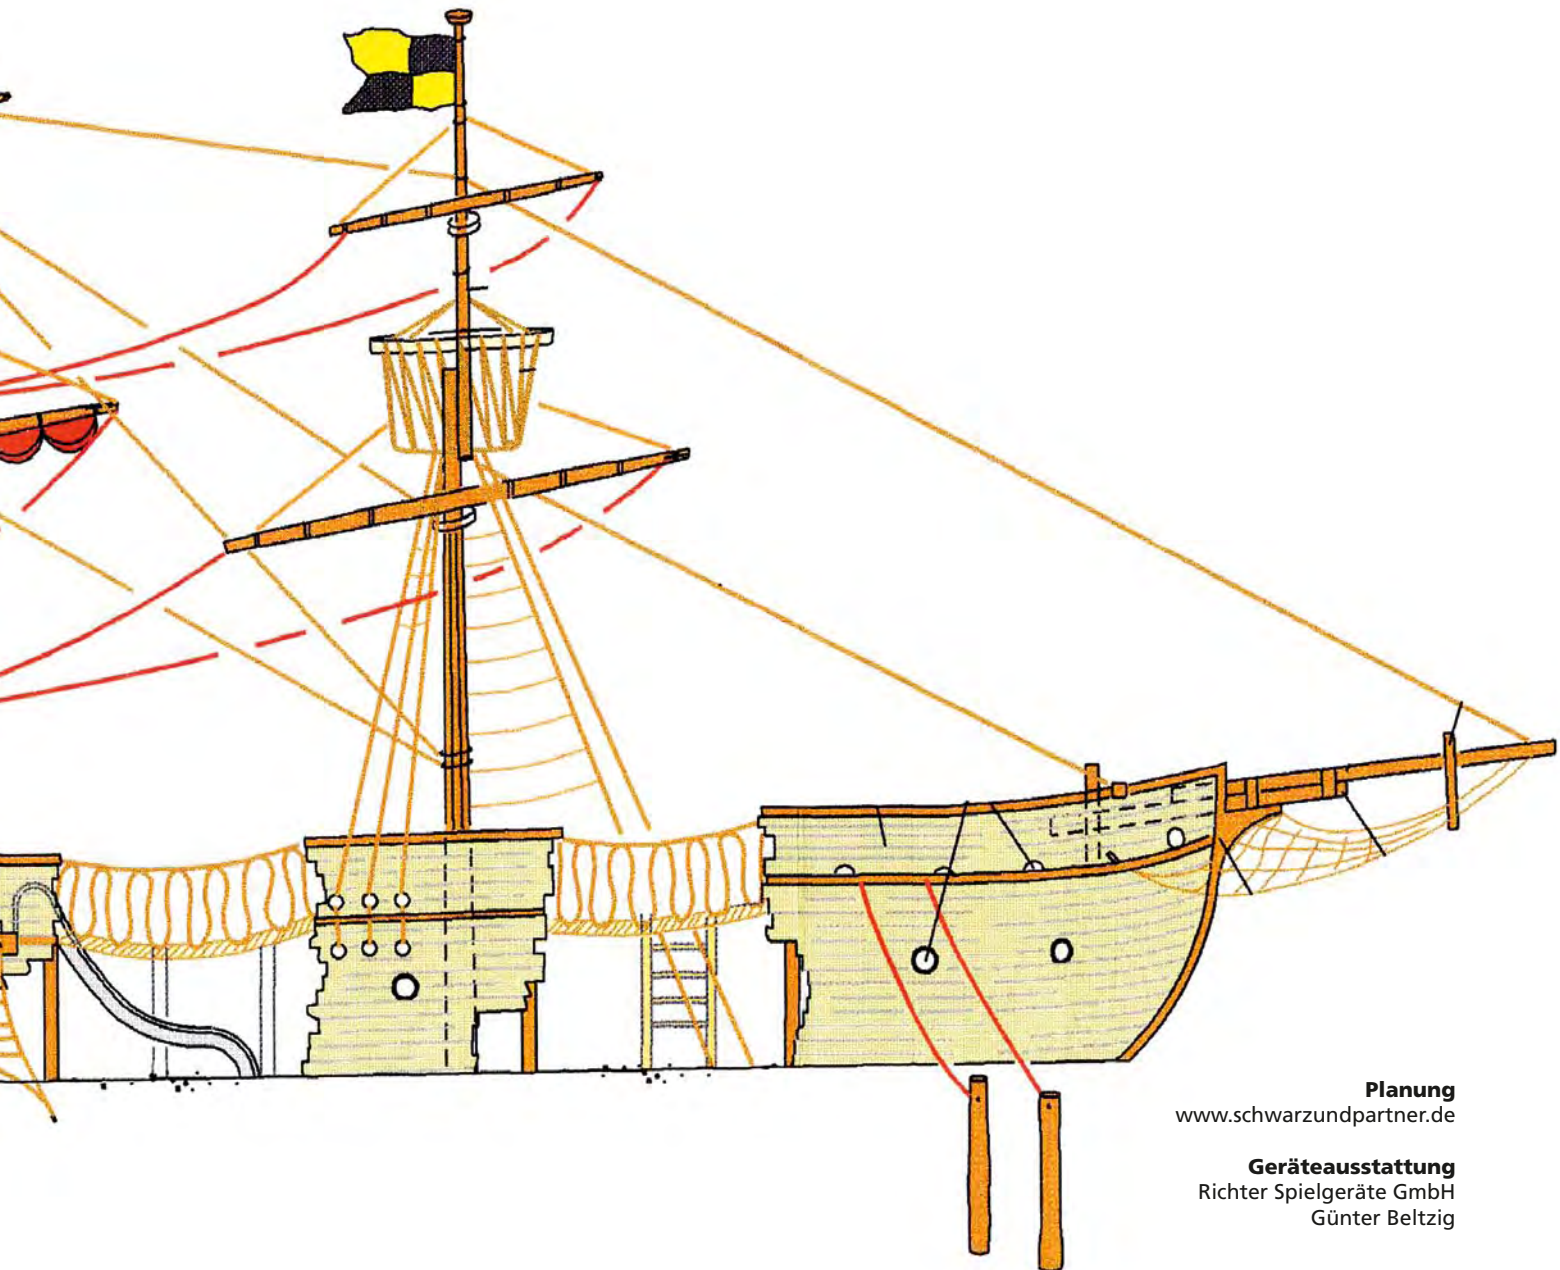 Planung
www.schwarzundpartner.de
Geräteausstattung
Richter Spielgeräte GmbH
Günter Beltzig